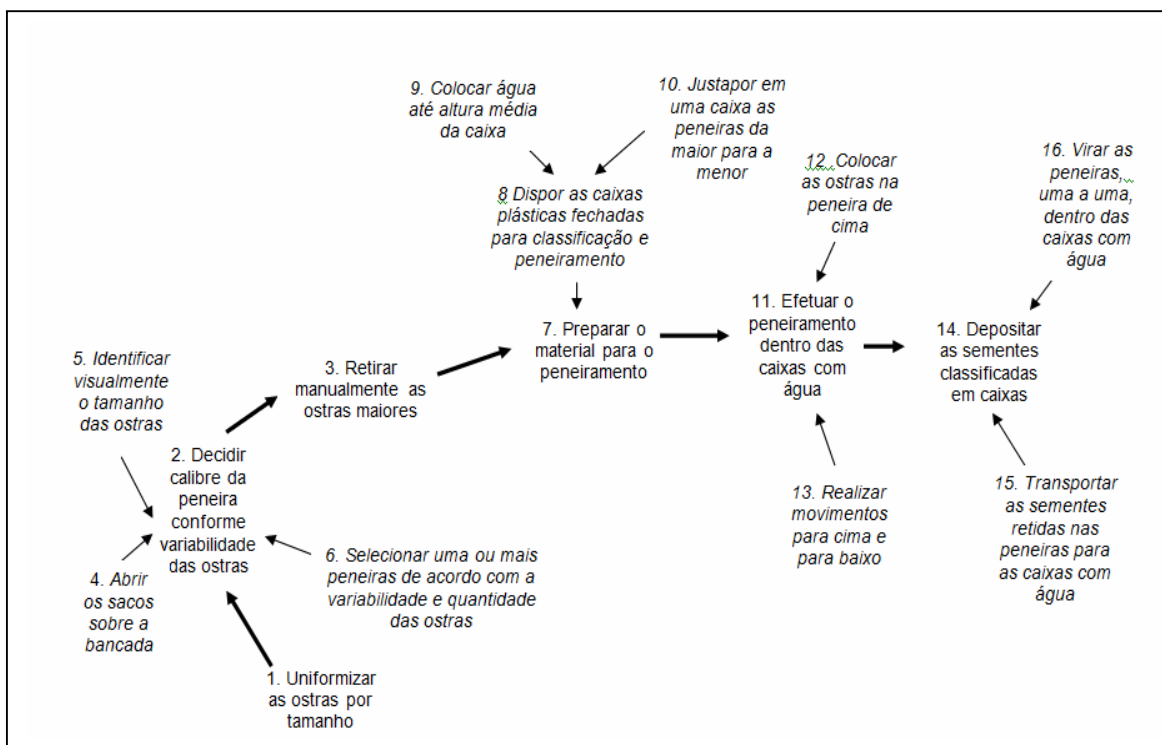 9. Colocar água
até altura média
da caixa
10. Justapor em
uma caixa as
peneiras da
maior para a
menor
12. Colocar
as ostras na
peneira de
cima
16. Virar as
peneiras,
uma a uma,
dentro das
caixas com
água
8 Dispor as caixas
plásticas fechadas
para classificação e
peneiramento
5. Identificar
visualmente
o tamanho
das ostras
3. Retirar
manualmente as
ostras maiores
7. Preparar o
material para o
peneiramento
11. Efetuar o
peneiramento
dentro das
caixas com
água
14. Depositar
as sementes
classificadas
em caixas
2. Decidir
calibre da
peneira
conforme
variabilidade
das ostras
4. Abrir
os sacos
sobre a
bancada
6. Selecionar uma ou mais
peneiras de acordo com a
variabilidade e quantidade
das ostras
13. Realizar
movimentos
para cima e
para baixo
15. Transportar
as sementes
retidas nas
peneiras para
as caixas com
água
1. Uniformizar
as ostras por
tamanho